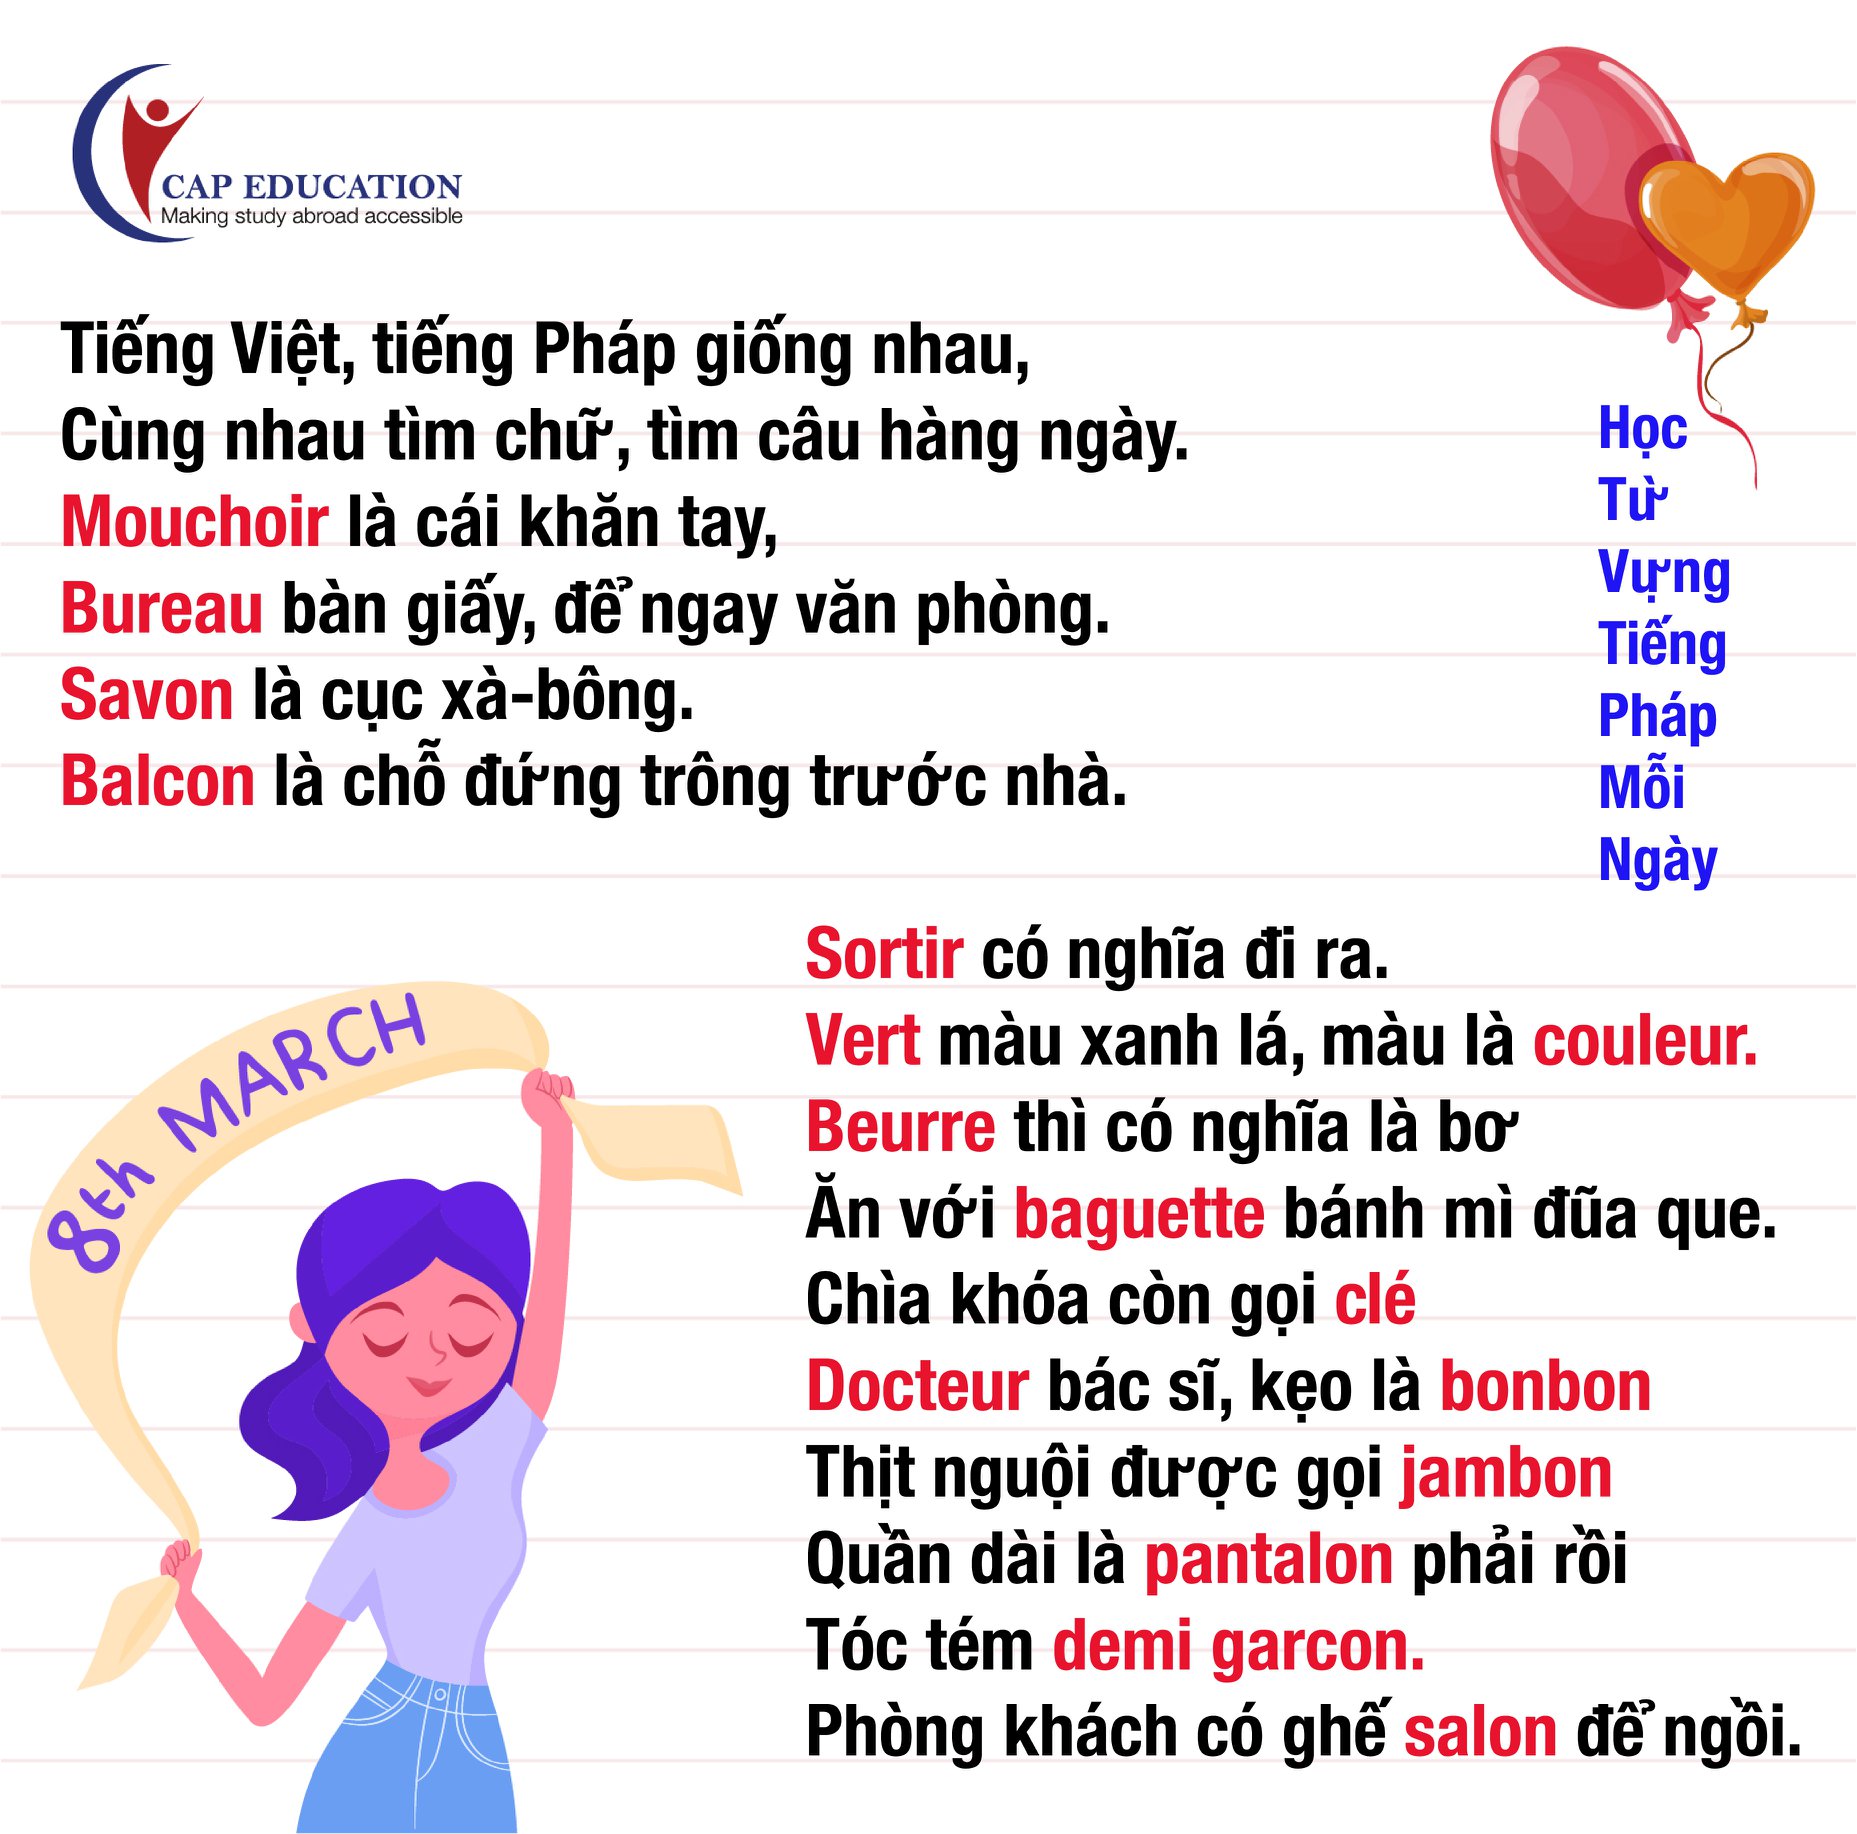 CAP EDUCATION
Making study abroad accessible
Tiếng Việt, tiếng Pháp giống nhau,
Cùng nhau tìm chữ, tìm câu hàng ngày.
Mouchoir là cái khăn tay,
Bureau bàn giấy, để ngay văn phòng.
Savon là cục xà-bông.
Balcon là chỗ đứng trông trước nhà.
Học
Từ
Vựng
Tiếng
Pháp
Mỗi
Ngày
8th MARCH
Sortir có nghĩa đi ra.
Vert màu xanh lá, màu là couleur.
Beurre thì có nghĩa là bơ
Ăn với baguette bánh mì đũa que.
Chìa khóa còn gọi clé
Docteur bác sĩ, kẹo là bonbon
Thịt nguội được gọi jambon
Quần dài là pantalon phải rồi
Tóc tém demi garcon.
Phòng khách có ghế salon để ngồi.